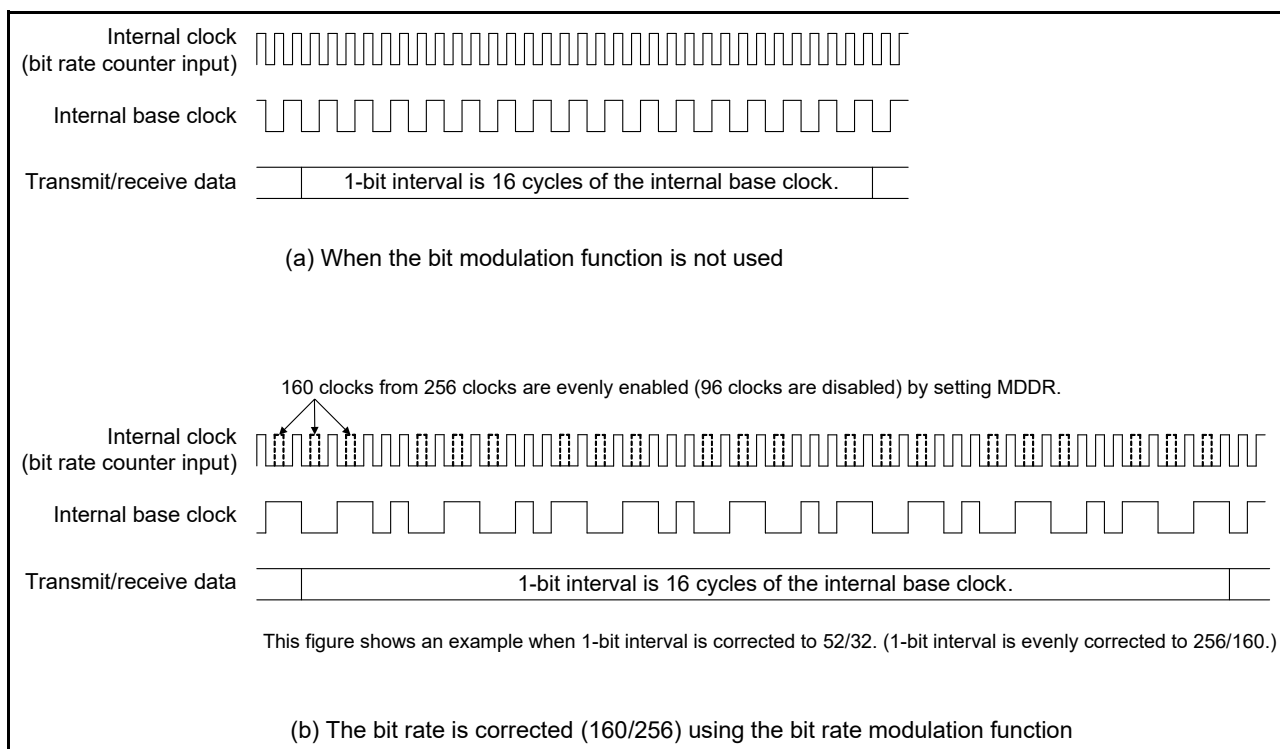 Internal clock
(bit rate counter input)
Internal base clock
Transmit/receive data
1-bit interval is 16 cycles of the internal base clock.
(a) When the bit modulation function is not used
160 clocks from 256 clocks are evenly enabled (96 clocks are disabled) by setting MDDR.
Internal clock
(bit rate counter input)
Internal base clock
Transmit/receive data
1-bit interval is 16 cycles of the internal base clock.
This figure shows an example when 1-bit interval is corrected to 52/32. (1-bit interval is evenly corrected to 256/160.)
(b) The bit rate is corrected (160/256) using the bit rate modulation function